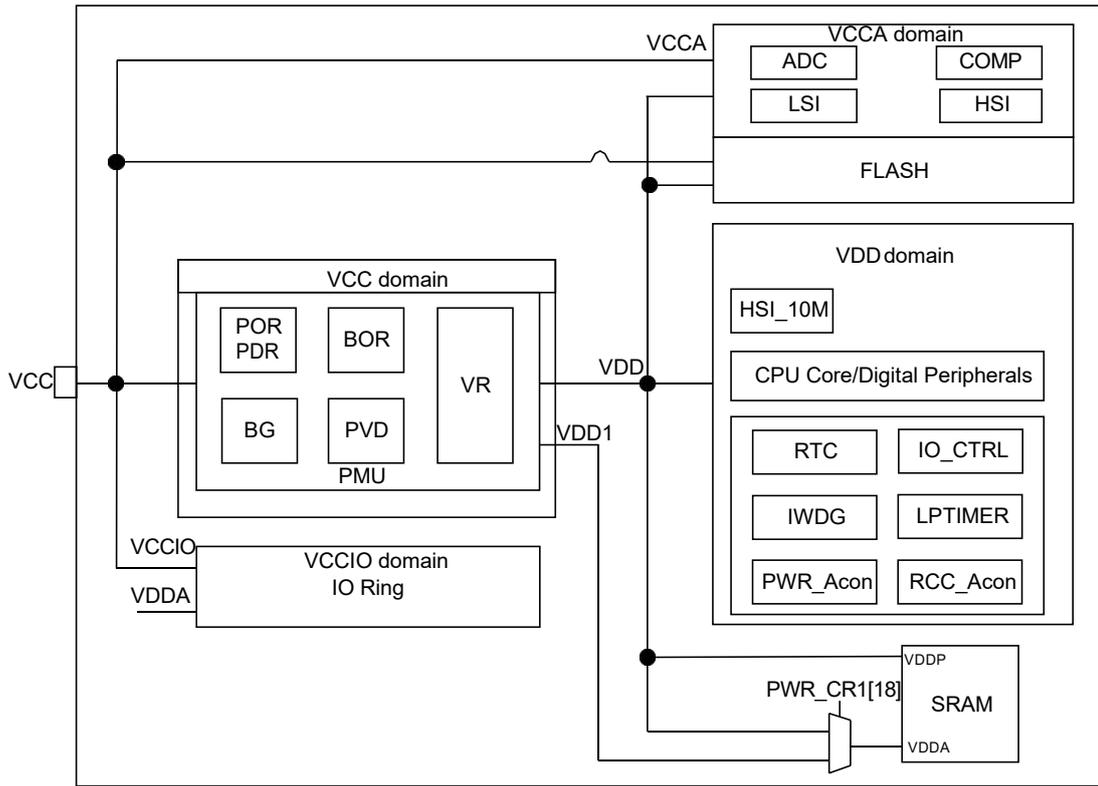 VCCA domain
VCCA
ADC
COMP
LSI
HSI
FLASH
VDD domain
HSI_10M
CPU Core/Digital Peripherals
RTC
IO_CTRL
IWDG
LPTIMER
PWR_Acon
RCC_Acon
VCC domain
POR
PDR
BOR
VR
BG
PVD
PMU
VCC
VDD
VDD1
VCCIO
VDDA
VCCIO domain
IO Ring
PWR_CR1[18]
VDDP
SRAM
VDDA